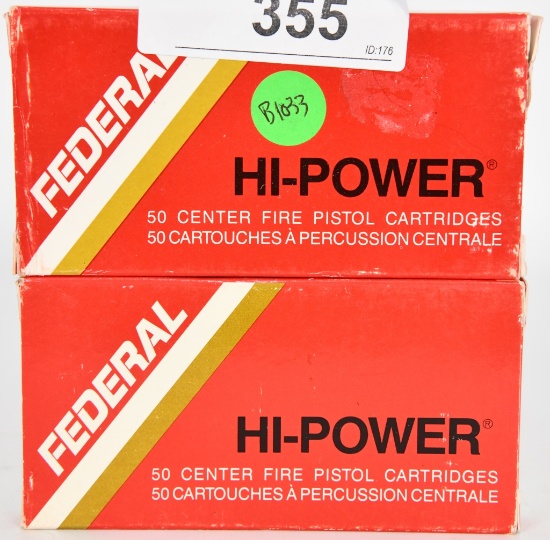 355
ID:176
B1033
FEDERAL
HI-POWER®
50 CENTER FIRE PISTOL CARTRIDGES
50 CARTOUCHES À PERCUSSION CENTRALE
FEDERAL
HI-POWER®
50 CENTER FIRE PISTOL CARTRIDGES
50 CARTOUCHES À PERCUSSION CENTRALE